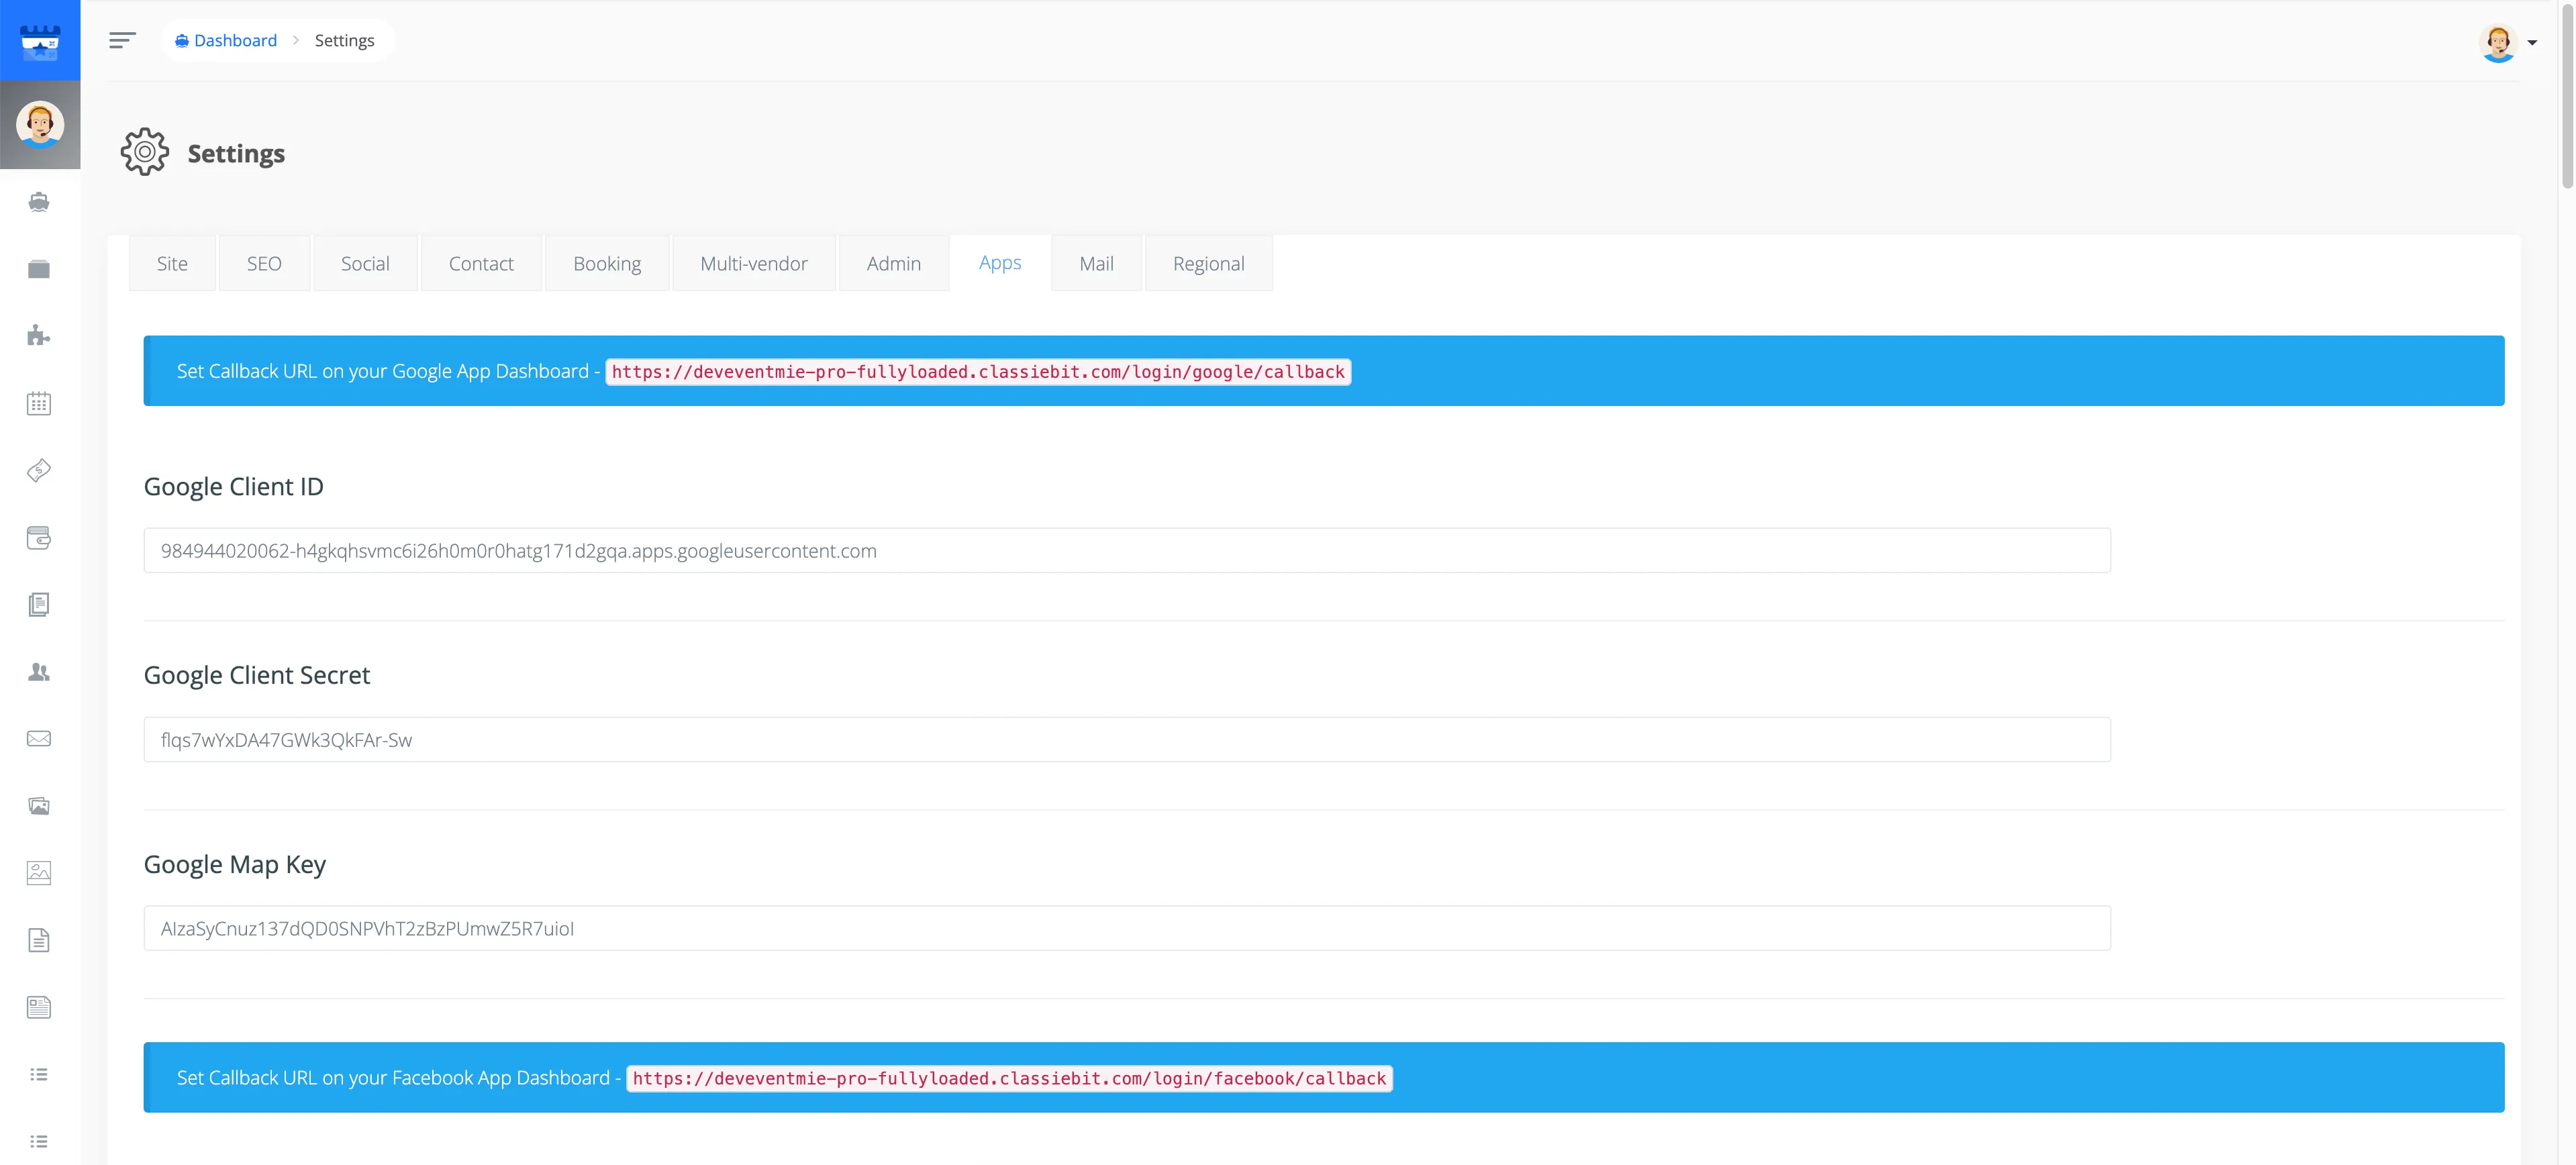 Dashboard > Settings
Settings
Site SEO Social Contact Booking Multi-vendor Admin Apps Mail Regional
Set Callback URL on your Google App Dashboard - https://deveventmie-pro-fullyloaded.classiebit.com/login/google/callback
Google Client ID
984944020062-h4gkqhsvmc6i26h0m0r0hatg171d2gqa.apps.googleusercontent.com
Google Client Secret
flqs7wYxDA47GWk3QkFAr-Sw
Google Map Key
AIzaSyCnuz137dQD0SNPVhT2zBzPUmwZ5R7uioI
Set Callback URL on your Facebook App Dashboard - https://deveventmie-pro-fullyloaded.classiebit.com/login/facebook/callback